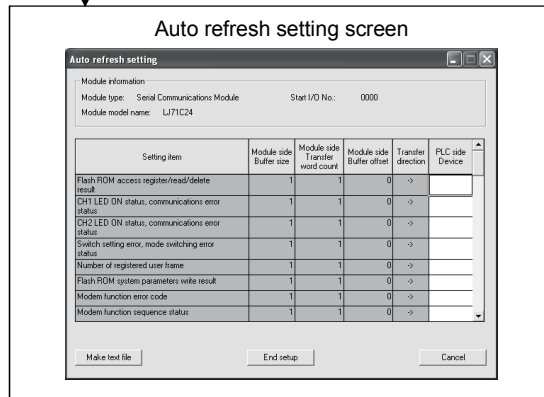 Auto refresh setting screen
Auto refresh setting
Module information
Module type: Serial Communications Module Start I/O No.: 0000
Module model name: LJ71C24
Setting item Module side Buffer size Module side Transfer word count Module side Buffer offset Transfer direction PLC side Device
Flash ROM access register/read/delete
result 1 1 0 ->
CH1 LED ON status, communications error
status 1 1 0 ->
CH2 LED ON status, communications error
status 1 1 0 ->
Switch setting error, mode switching error
status 1 1 0 ->
Number of registered user frame 1 1 0 ->
Flash ROM system parameters write result 1 1 0 ->
Modem function error code 1 1 0 ->
Modem function sequence status 1 1 0 ->
Make text file End setup Cancel